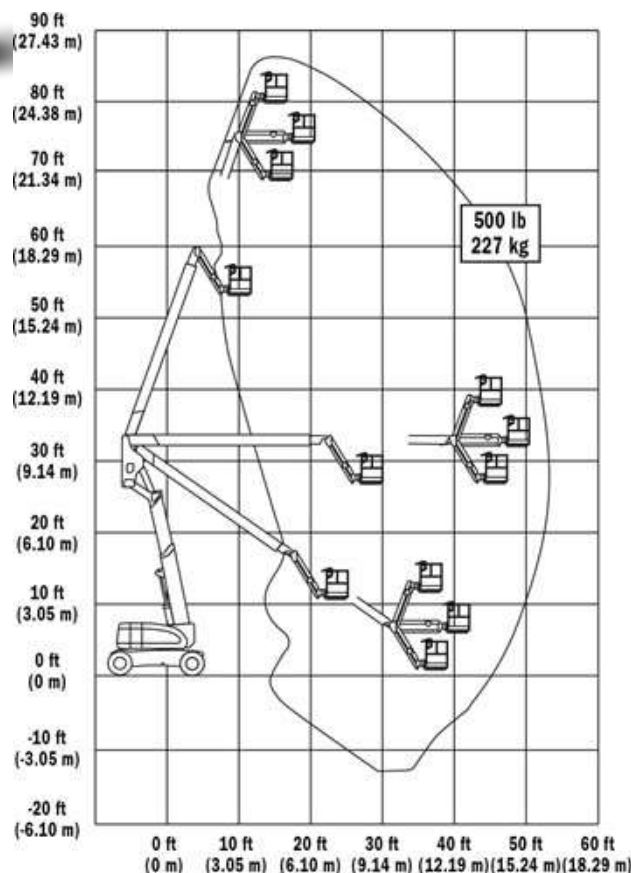 90 ft
(27.43 m)
80 ft
(24.38 m)
70 ft
(21.34 m)
60 ft
(18.29 m)
50 ft
(15.24 m)
40 ft
(12.19 m)
30 ft
(9.14 m)
20 ft
(6.10 m)
10 ft
(3.05 m)
0 ft
(0 m)
-10 ft
(-3.05 m)
-20 ft
(-6.10 m)
500 lb
227 kg
0 ft 10 ft 20 ft 30 ft 40 ft 50 ft 60 ft
(0 m) (3.05 m) (6.10 m) (9.14 m) (12.19 m) (15.24 m) (18.29 m)